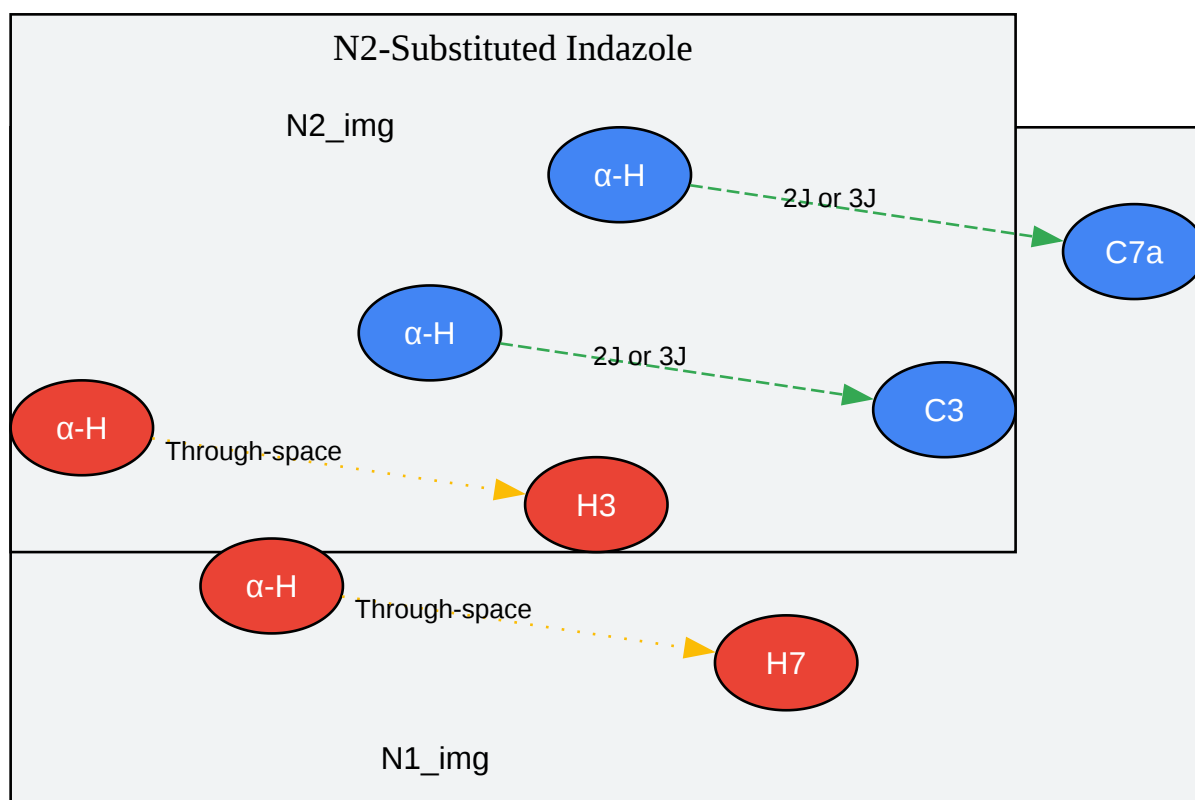 N2-Substituted Indazole
N2_img
α-H
2J or 3J
C7a
α-H
2J or 3J
C3
α-H
Through-space
H3
α-H
Through-space
H7
N1_img